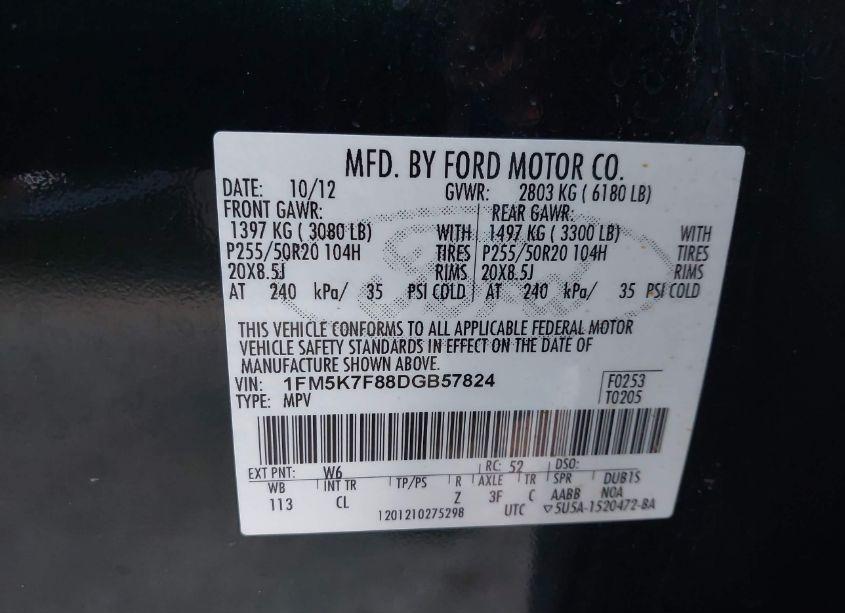 MFD. BY FORD MOTOR CO.
DATE: 10/12 GVWR: 2803 KG ( 6180 LB)
FRONT GAWR: REAR GAWR:
1397 KG ( 3080 LB) WITH 1497 KG ( 3300 LB) WITH
P255/50R20 104H TIRES P255/50R20 104H TIRES
20X8.5J RIMS 20X8.5J RIMS
AT 240 kPa/ 35 PSI COLD AT 240 kPa/ 35 PSI COLD
THIS VEHICLE CONFORMS TO ALL APPLICABLE FEDERAL MOTOR
VEHICLE SAFETY STANDARDS IN EFFECT ON THE DATE OF
MANUFACTURE SHOWN ABOVE.
VIN: 1FM5K7F88DGB57824 F0253
TYPE: MPV T0205
EXT PNT: W6 RC: 52 DSO:
WB INT TR TP/PS R AXLE TR SPR DUB1S
113 CL Z 3F C AABB NOA
1201210275298 UTC ▽5U5A-1520472-BA